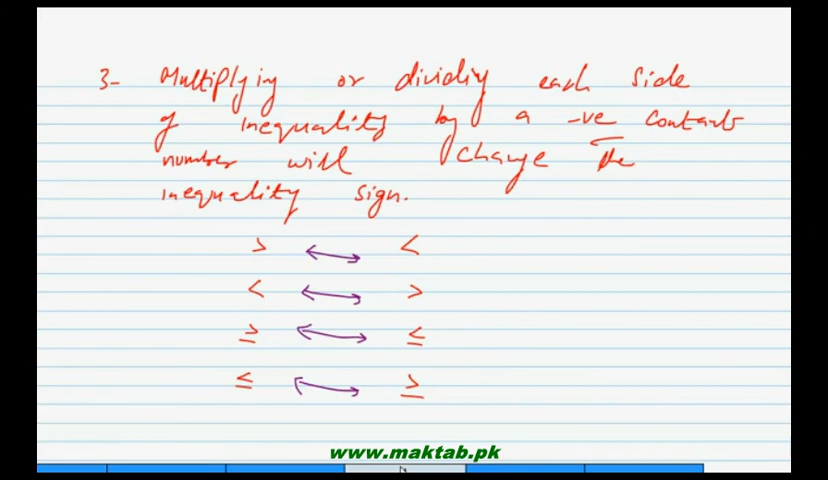 3- Multiplying or dividing each side
of inequality by a -ve contant
number will change the
inequality sign.
> ↔ <
< ↔ >
≥ ↔ ≤
≤ ↔ ≥
www.maktab.pk